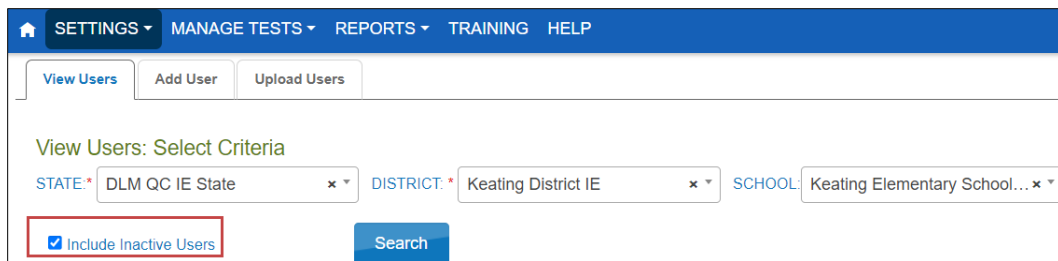 SETTINGS MANAGE TESTS REPORTS TRAINING HELP
View Users Add User Upload Users
View Users: Select Criteria
STATE:* DLM QC IE State × DISTRICT: * Keating District IE × SCHOOL: Keating Elementary School... ×
Include Inactive Users Search